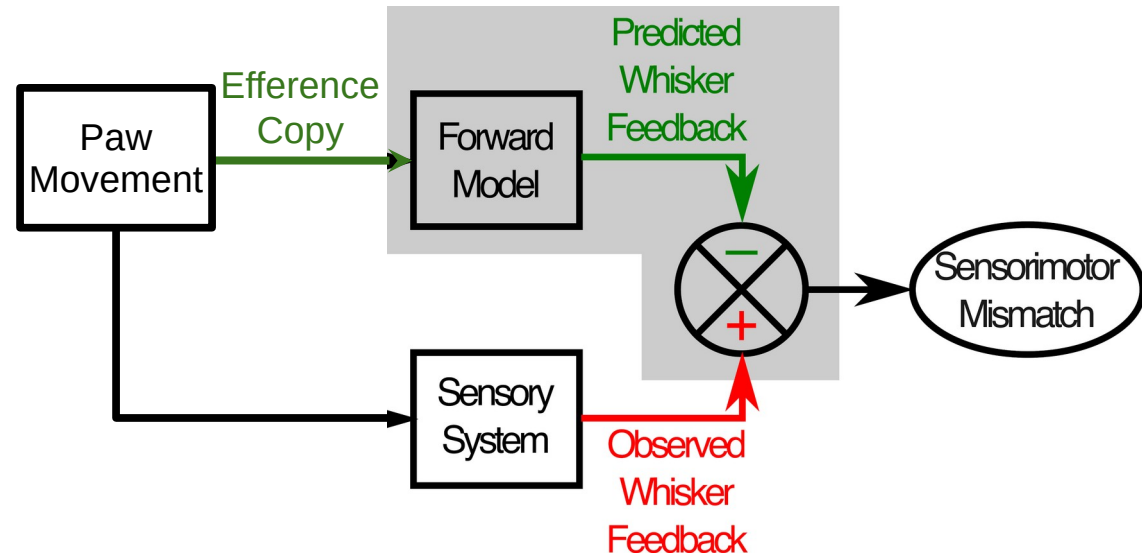 Paw
Movement
Efference
Copy
Forward
Model
Predicted
Whisker
Feedback
−
+
Sensorimotor
Mismatch
Sensory
System
Observed
Whisker
Feedback